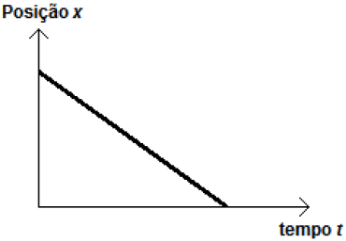 Posição x
tempo t